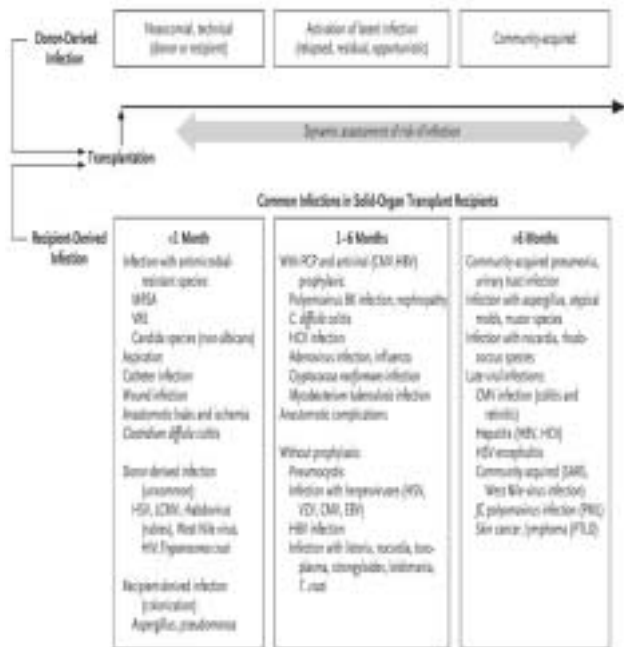 Donor-Derived
Infection
Nosocomial, technical
(donor or recipient)
Activation of latent infection
(relapsed, residual, opportunistic)
Community-acquired
Dynamic assessment of risk of infection
Transplantation
Common Infections in Solid-Organ Transplant Recipients
Recipient-Derived
Infection
<1 Month
Infection with antimicrobial-
resistant species
MRSA
VRE
Candida species (non-albicans)
Aspiration
Catheter infection
Wound infection
Anastomotic leaks and ischemia
Clostridium difficile colitis
Donor-derived infection
(uncommon)
HSV, LCMV, rhabdovirus
(rabies), West Nile virus,
HIV, Trypanosoma cruzi
Recipient-derived infection
(colonization)
Aspergillus, pseudomonas
1–6 Months
With PCP and antiviral (CMV, HBV)
prophylaxis
Polyomavirus BK infection, nephropathy
C. difficile colitis
HCV infection
Adenovirus infection, influenza
Cryptococcus neoformans infection
Mycobacterium tuberculosis infection
Anastomotic complications
Without prophylaxis
Pneumocystis
Infection with herpesviruses (HSV,
VZV, CMV, EBV)
HBV infection
Infection with listeria, nocardia, toxo-
plasma, strongyloides, leishmania,
T. cruzi
>6 Months
Community-acquired pneumonia,
urinary tract infection
Infection with aspergillus, atypical
molds, mucor species
Infection with nocardia, rhodo-
coccus species
Late viral infections
CMV infection (colitis and
retinitis)
Hepatitis (HBV, HCV)
HSV encephalitis
Community-acquired (SARS,
West Nile virus infection)
JC polyomavirus infection (PML)
Skin cancer, lymphoma (PTLD)